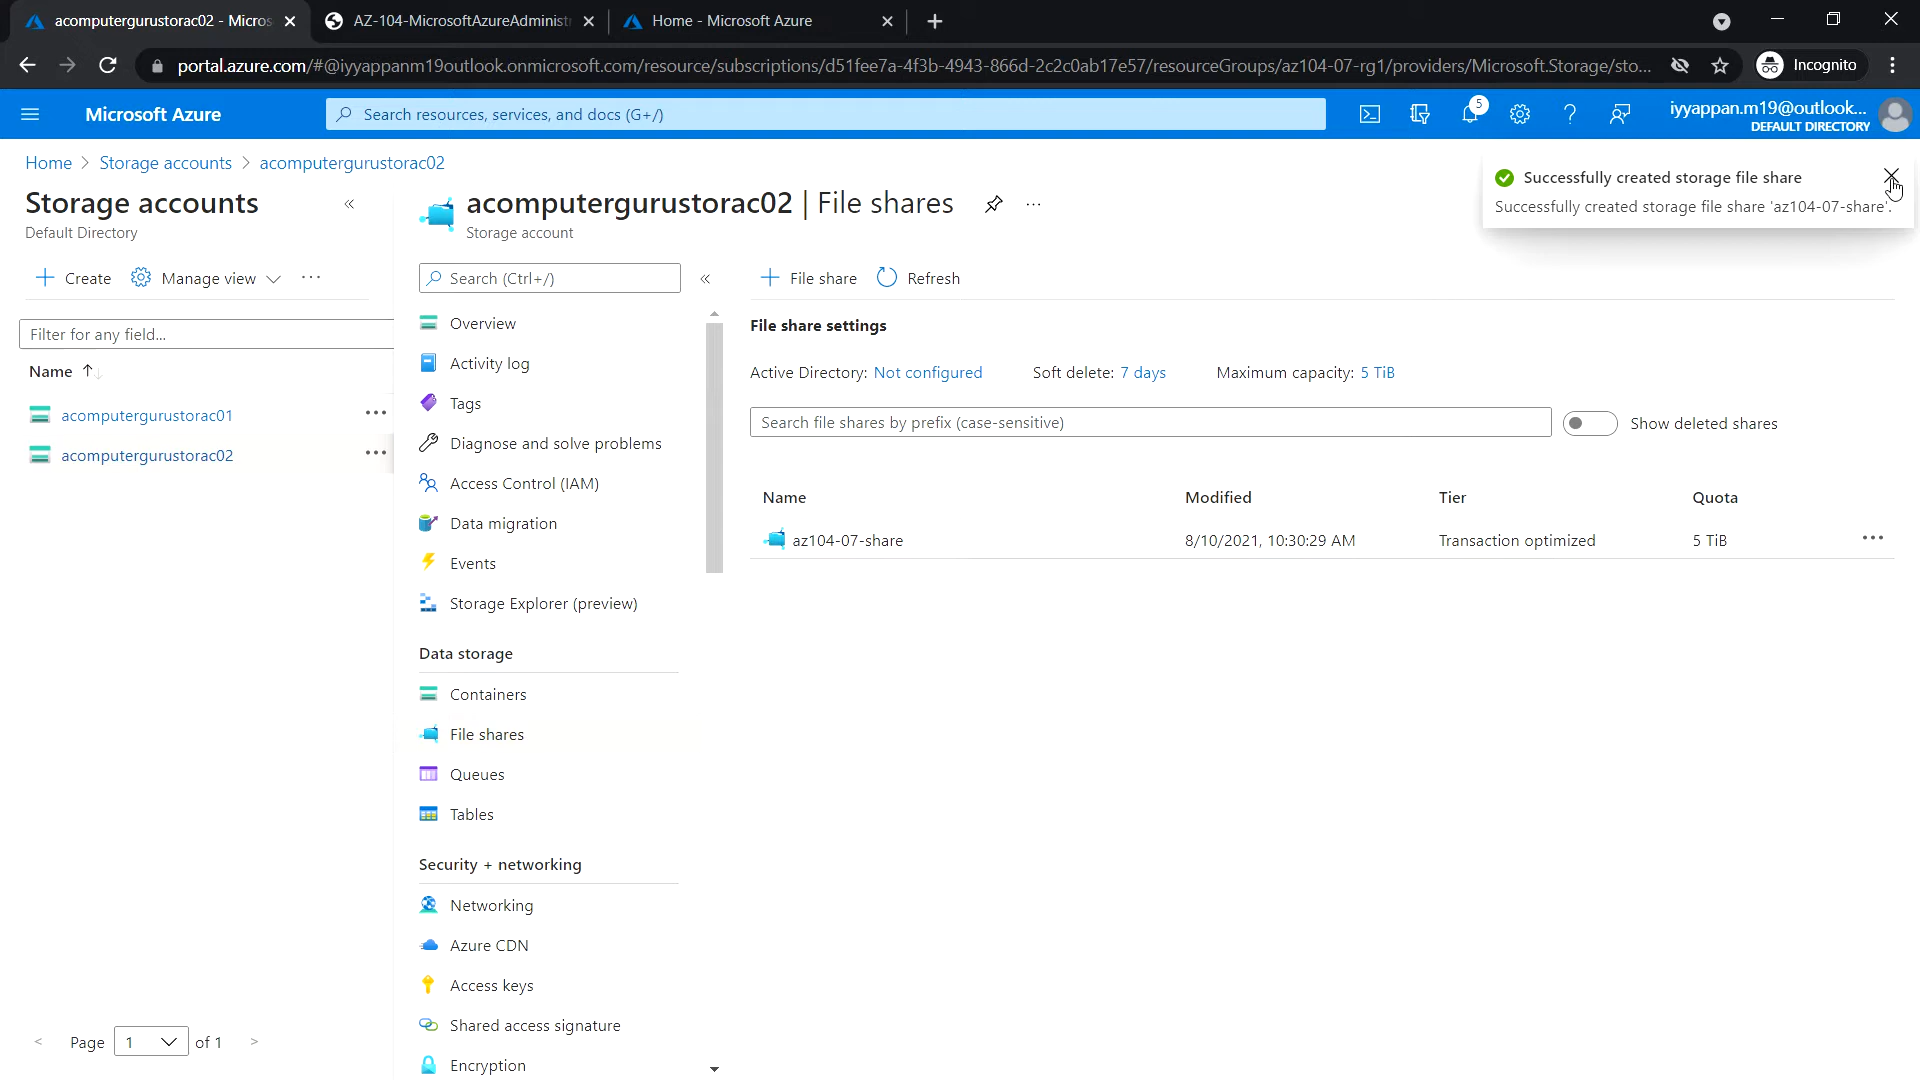 acomputergurustorac02 - Micros
AZ-104-MicrosoftAzureAdminist
Home - Microsoft Azure
portal.azure.com/#@iyyappanm19outlook.onmicrosoft.com/resource/subscriptions/d51fee7a-4f3b-4943-866d-2c2c0ab17e57/resourceGroups/az104-07-rg1/providers/Microsoft.Storage/sto...
Incognito
Microsoft Azure
Search resources, services, and docs (G+/)
5
iyyappan.m19@outlook...
DEFAULT DIRECTORY
Home > Storage accounts > acomputergurustorac02
Storage accounts
Default Directory
+ Create
Manage view
...
Filter for any field...
Name
acomputergurustorac01
...
acomputergurustorac02
...
< Page 1 of 1 >
acomputergurustorac02 | File shares
...
Storage account
Search (Ctrl+/)
Overview
Activity log
Tags
Diagnose and solve problems
Access Control (IAM)
Data migration
Events
Storage Explorer (preview)
Data storage
Containers
File shares
Queues
Tables
Security + networking
Networking
Azure CDN
Access keys
Shared access signature
Encryption
+ File share
Refresh
File share settings
Active Directory: Not configured
Soft delete: 7 days
Maximum capacity: 5 TiB
Search file shares by prefix (case-sensitive)
Show deleted shares
Name Modified Tier Quota
az104-07-share 8/10/2021, 10:30:29 AM Transaction optimized 5 TiB ...
Successfully created storage file share
Successfully created storage file share 'az104-07-share'.